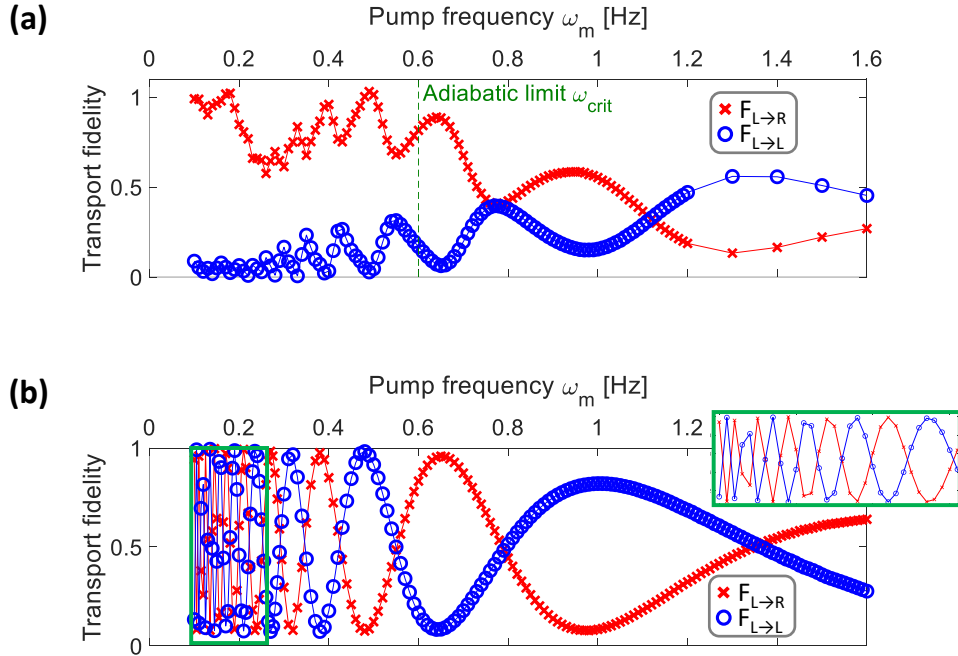 (a)
Pump frequency ω_m [Hz]
0 0.2 0.4 0.6 0.8 1 1.2 1.4 1.6
Transport fidelity
1
0.5
0
Adiabatic limit ω_crit
F_L→R
F_L→L
(b)
Pump frequency ω_m [Hz]
0 0.2 0.4 0.6 0.8 1 1.2
Transport fidelity
1
0.5
0
F_L→R
F_L→L